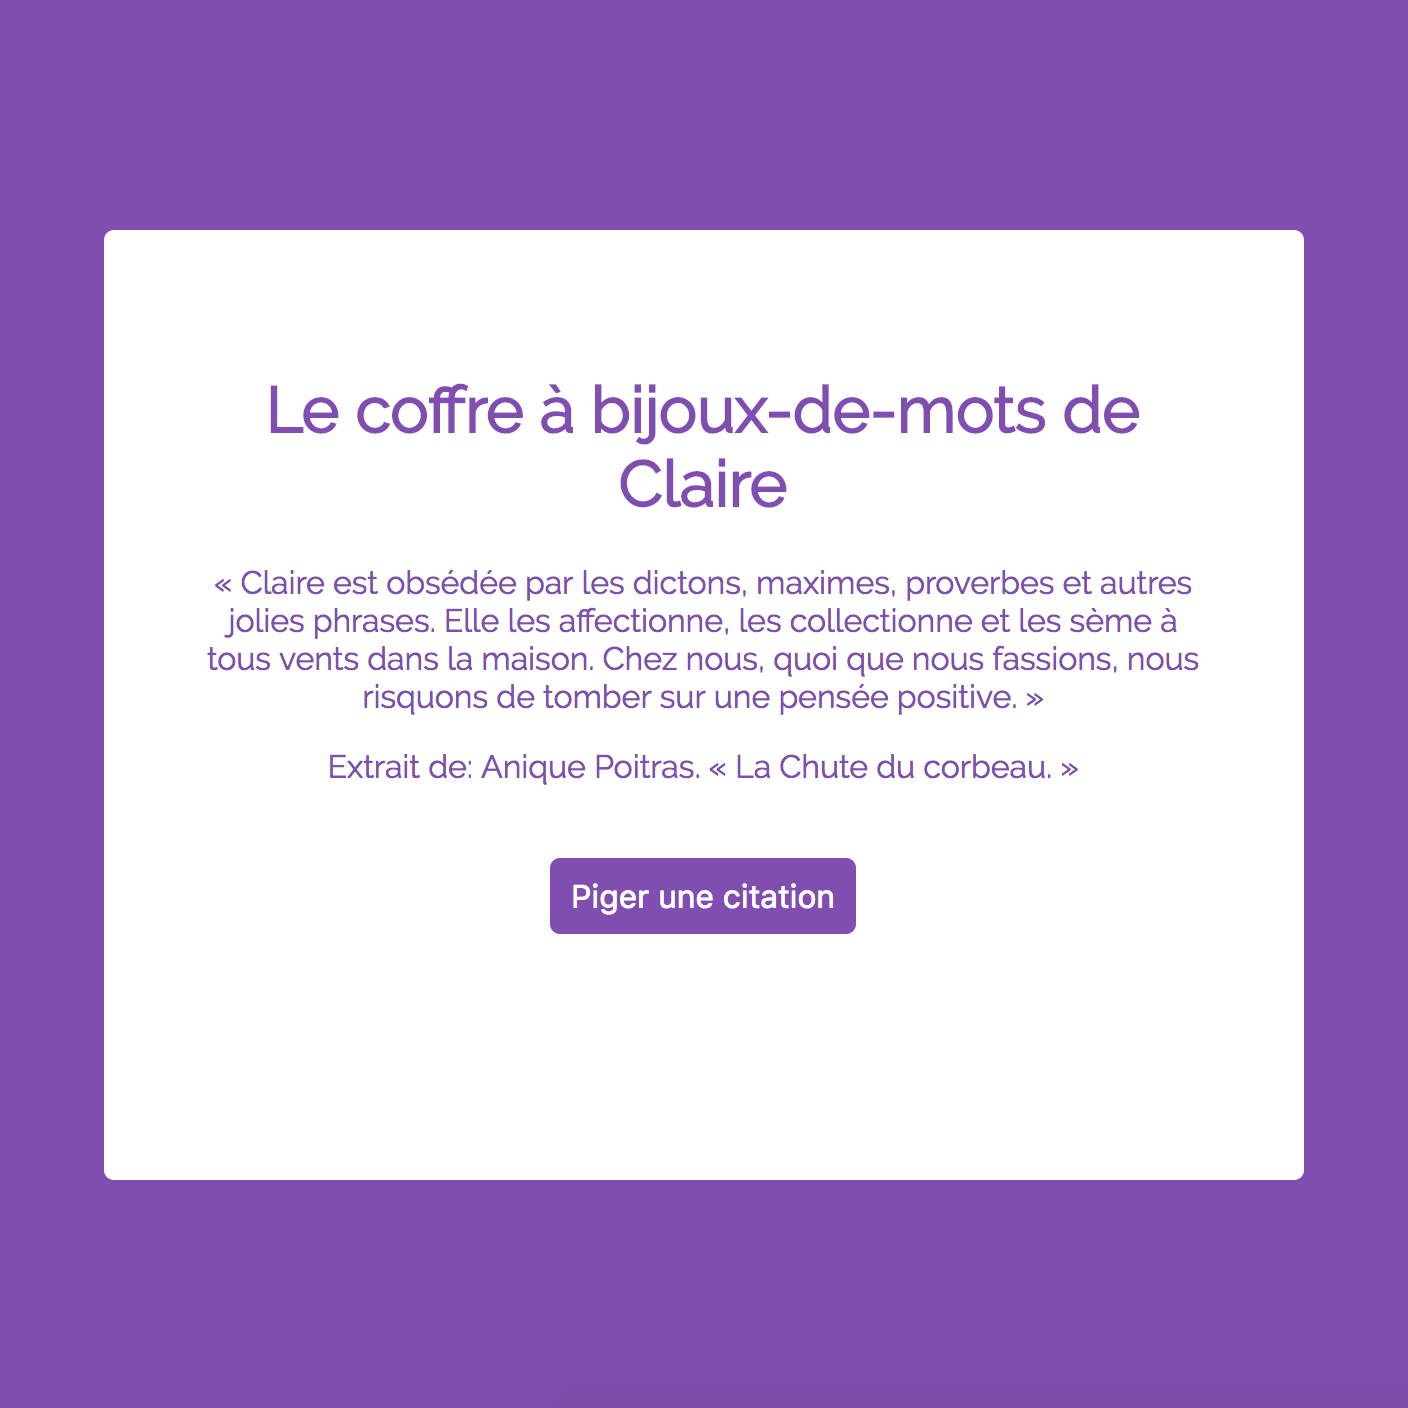 Le coffre à bijoux-de-mots de
Claire
« Claire est obsédée par les dictons, maximes, proverbes et autres
jolies phrases. Elle les affectionne, les collectionne et les sème à
tous vents dans la maison. Chez nous, quoi que nous fassions, nous
risquons de tomber sur une pensée positive. »
Extrait de: Anique Poitras. « La Chute du corbeau. »
Piger une citation